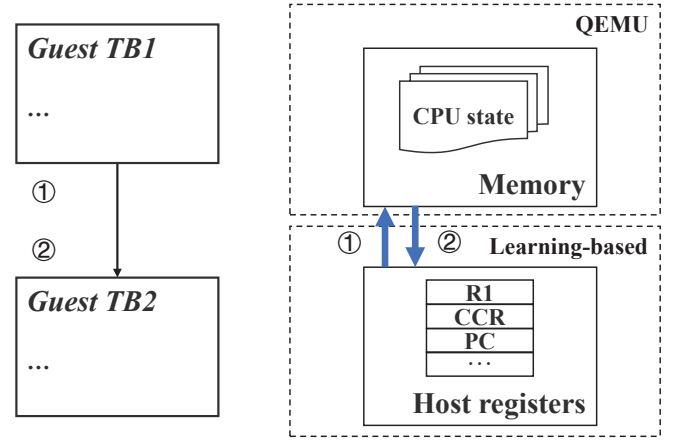 Guest TB1
...
①
②
Guest TB2
...
QEMU
CPU state
Memory
① ②
Learning-based
R1
CCR
PC
...
Host registers